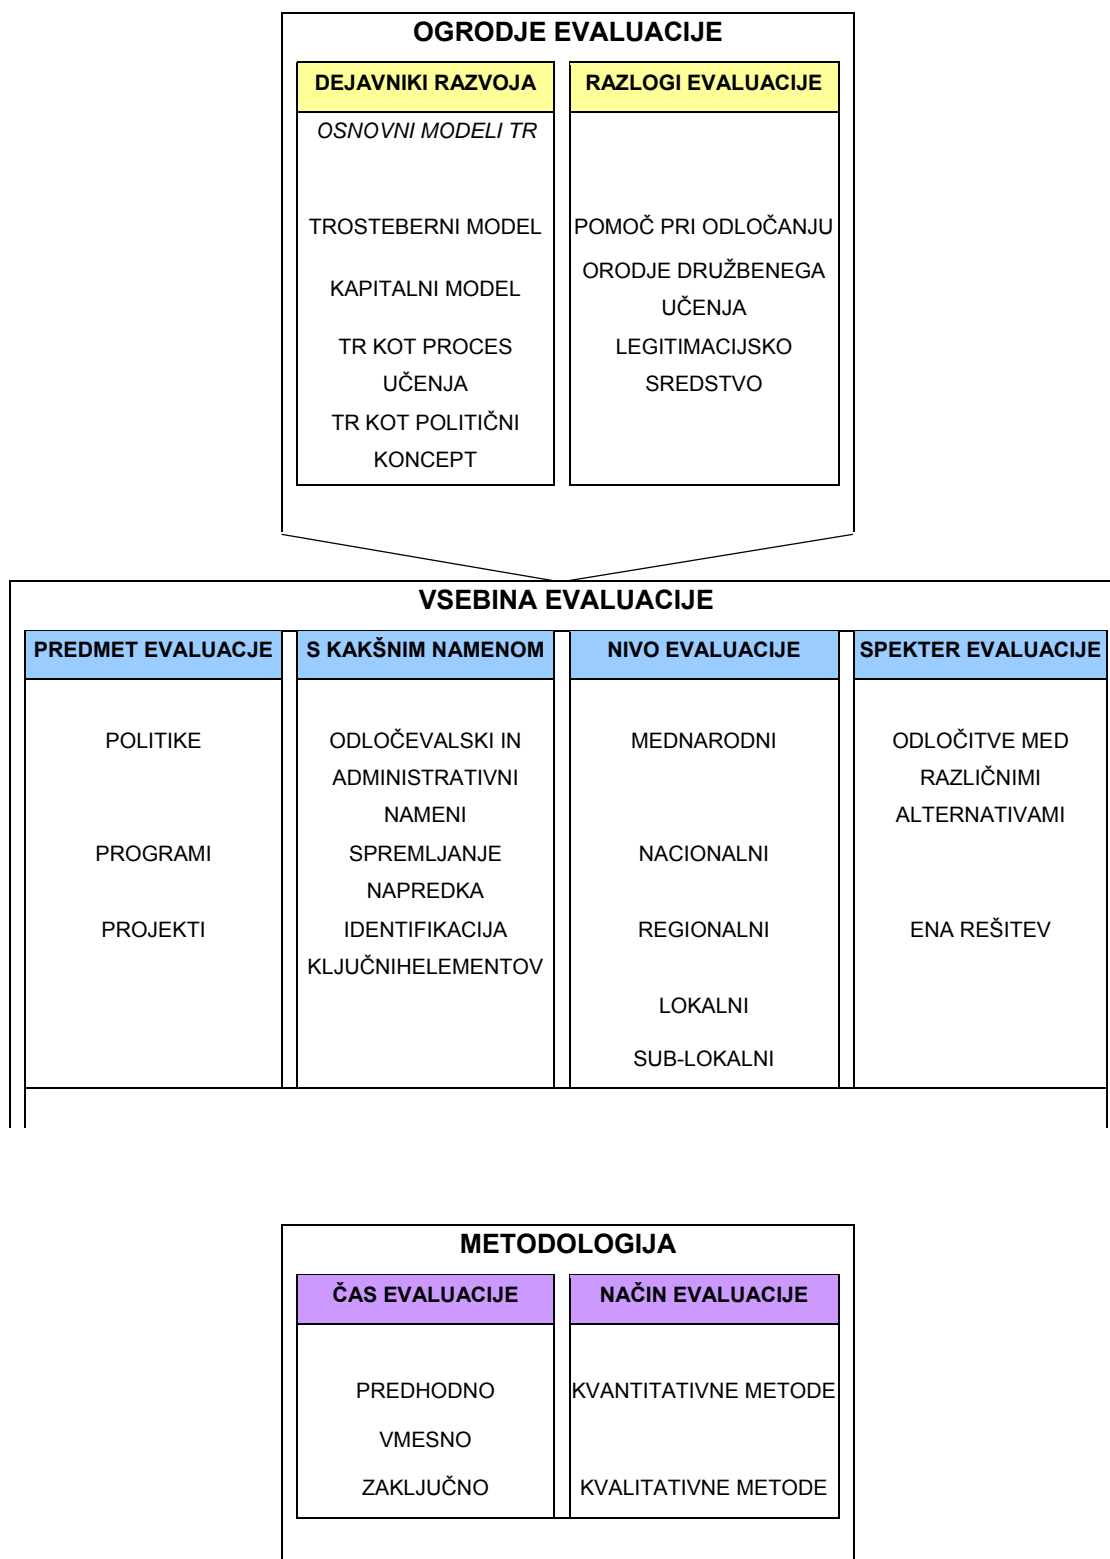 OGRODJE EVALUACIJE
DEJAVNIKI RAZVOJA
OSNOVNI MODELI TR
TROSTEBERNI MODEL
KAPITALNI MODEL
TR KOT PROCES
UČENJA
TR KOT POLITIČNI
KONCEPT
RAZLOGI EVALUACIJE
POMOČ PRI ODLOČANJU
ORODJE DRUŽBENEGA
UČENJA
LEGITIMACIJSKO
SREDSTVO
VSEBINA EVALUACIJE
PREDMET EVALUACJE
POLITIKE
PROGRAMI
PROJEKTI
S KAKŠNIM NAMENOM
ODLOČEVALSKI IN
ADMINISTRATIVNI
NAMENI
SPREMLJANJE
NAPREDKA
IDENTIFIKACIJA
KLJUČNIHELEMENTOV
NIVO EVALUACIJE
MEDNARODNI
NACIONALNI
REGIONALNI
LOKALNI
SUB-LOKALNI
SPEKTER EVALUACIJE
ODLOČITVE MED
RAZLIČNIMI
ALTERNATIVAMI
ENA REŠITEV
METODOLOGIJA
ČAS EVALUACIJE
PREDHODNO
VMESNO
ZAKLJUČNO
NAČIN EVALUACIJE
KVANTITATIVNE METODE
KVALITATIVNE METODE